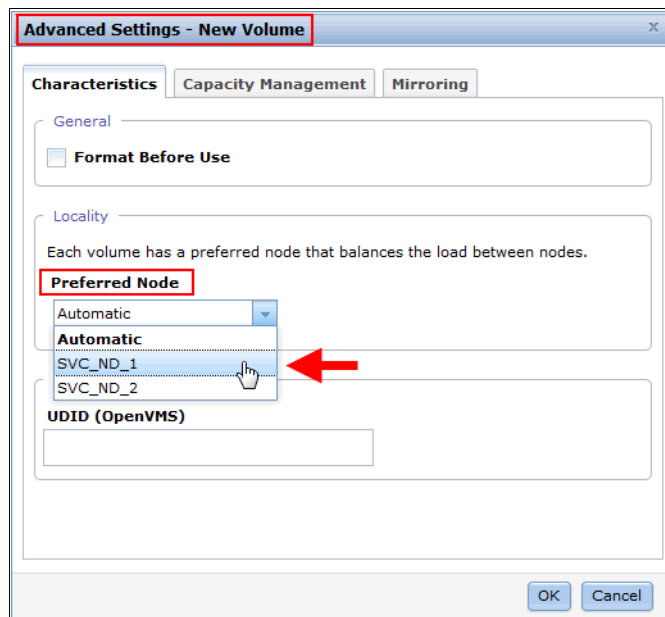 Advanced Settings - New Volume
x
Characteristics
Capacity Management
Mirroring
General
Format Before Use
Locality
Each volume has a preferred node that balances the load between nodes.
Preferred Node
Automatic
Automatic
SVC_ND_1
SVC_ND_2
UDID (OpenVMS)
OK
Cancel